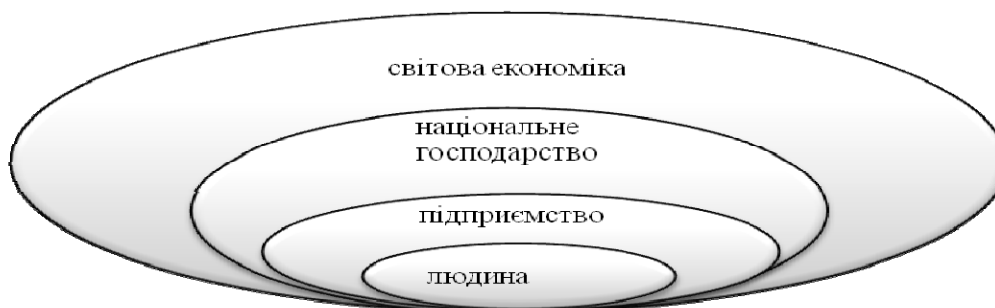 світова економіка
національне
господарство
підприємство
людина